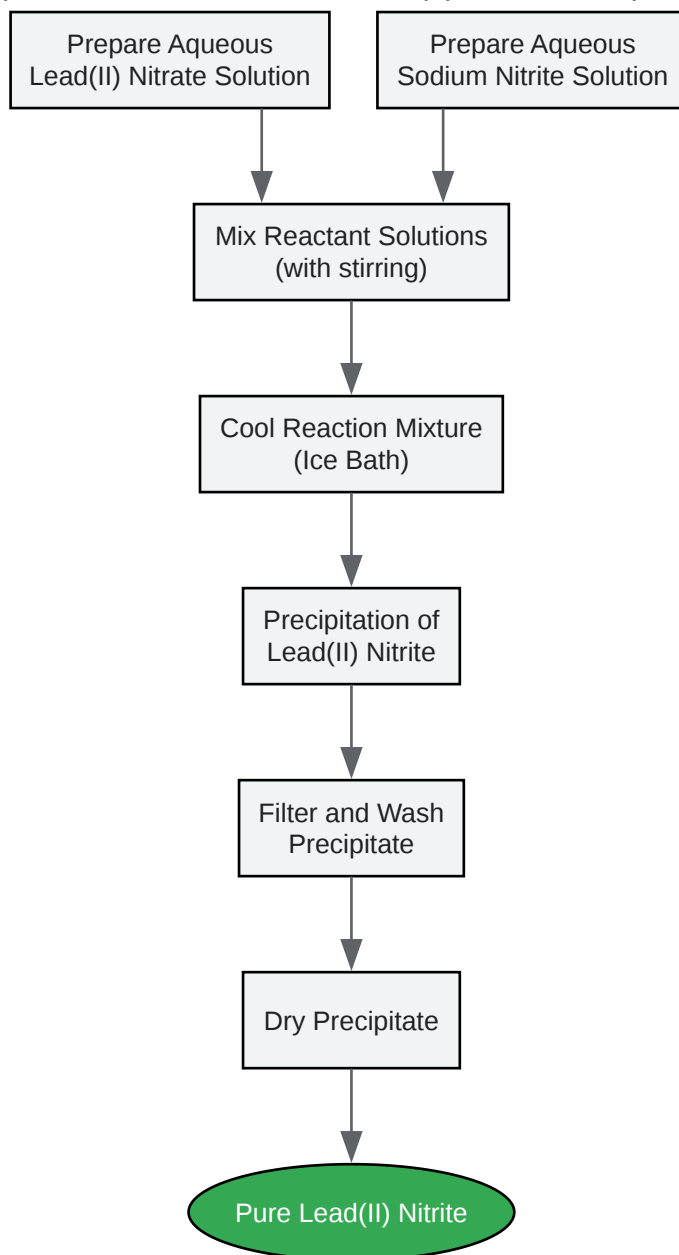 Prepare Aqueous
Lead(II) Nitrate Solution
Prepare Aqueous
Sodium Nitrite Solution
Mix Reactant Solutions
(with stirring)
Cool Reaction Mixture
(Ice Bath)
Precipitation of
Lead(II) Nitrite
Filter and Wash
Precipitate
Dry Precipitate
Pure Lead(II) Nitrite